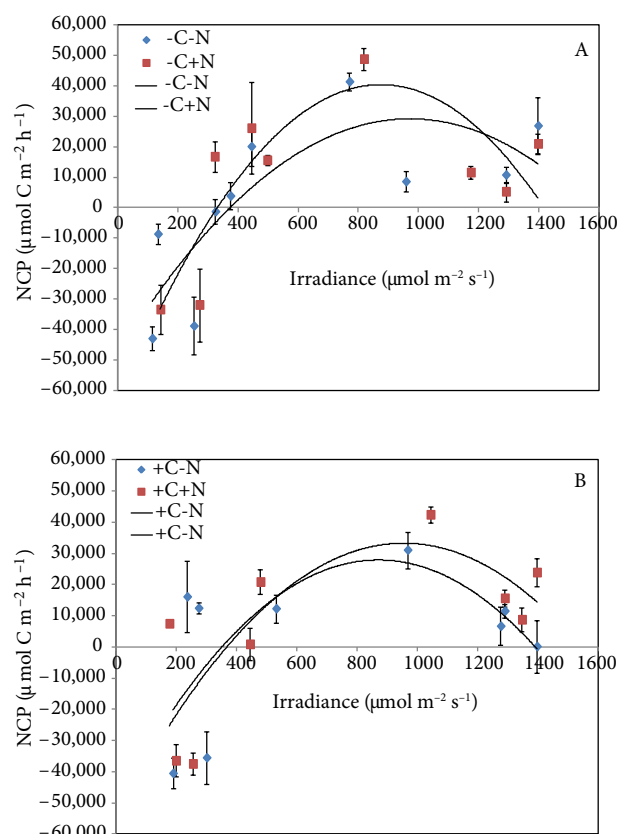 60,000
50,000
40,000
30,000
20,000
10,000
0
−10,000
−20,000
−30,000
−40,000
−50,000
−60,000
NCP (µmol C m⁻² h⁻¹)
-C-N
-C+N
-C-N
-C+N
A
0 200 400 600 800 1000 1200 1400 1600
Irradiance (µmol m⁻² s⁻¹)
60,000
50,000
40,000
30,000
20,000
10,000
0
−10,000
−20,000
−30,000
−40,000
−50,000
−60,000
NCP (µmol C m⁻² h⁻¹)
+C-N
+C+N
+C-N
+C-N
B
0 200 400 600 800 1000 1200 1400 1600
Irradiance (µmol m⁻² s⁻¹)